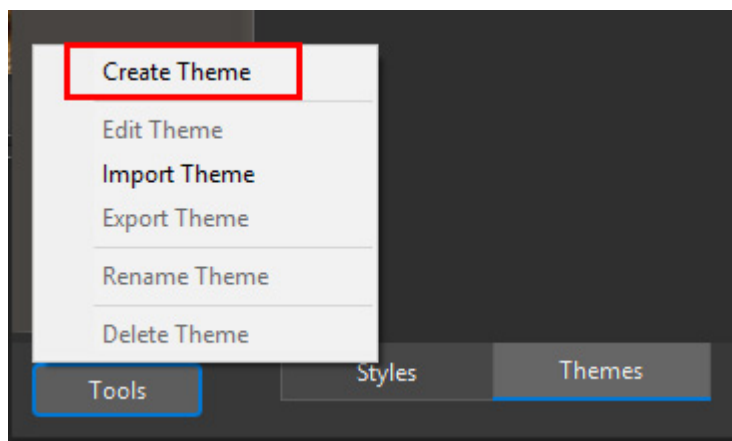 Create Theme
Edit Theme
Import Theme
Export Theme
Rename Theme
Delete Theme
Tools
Styles
Themes